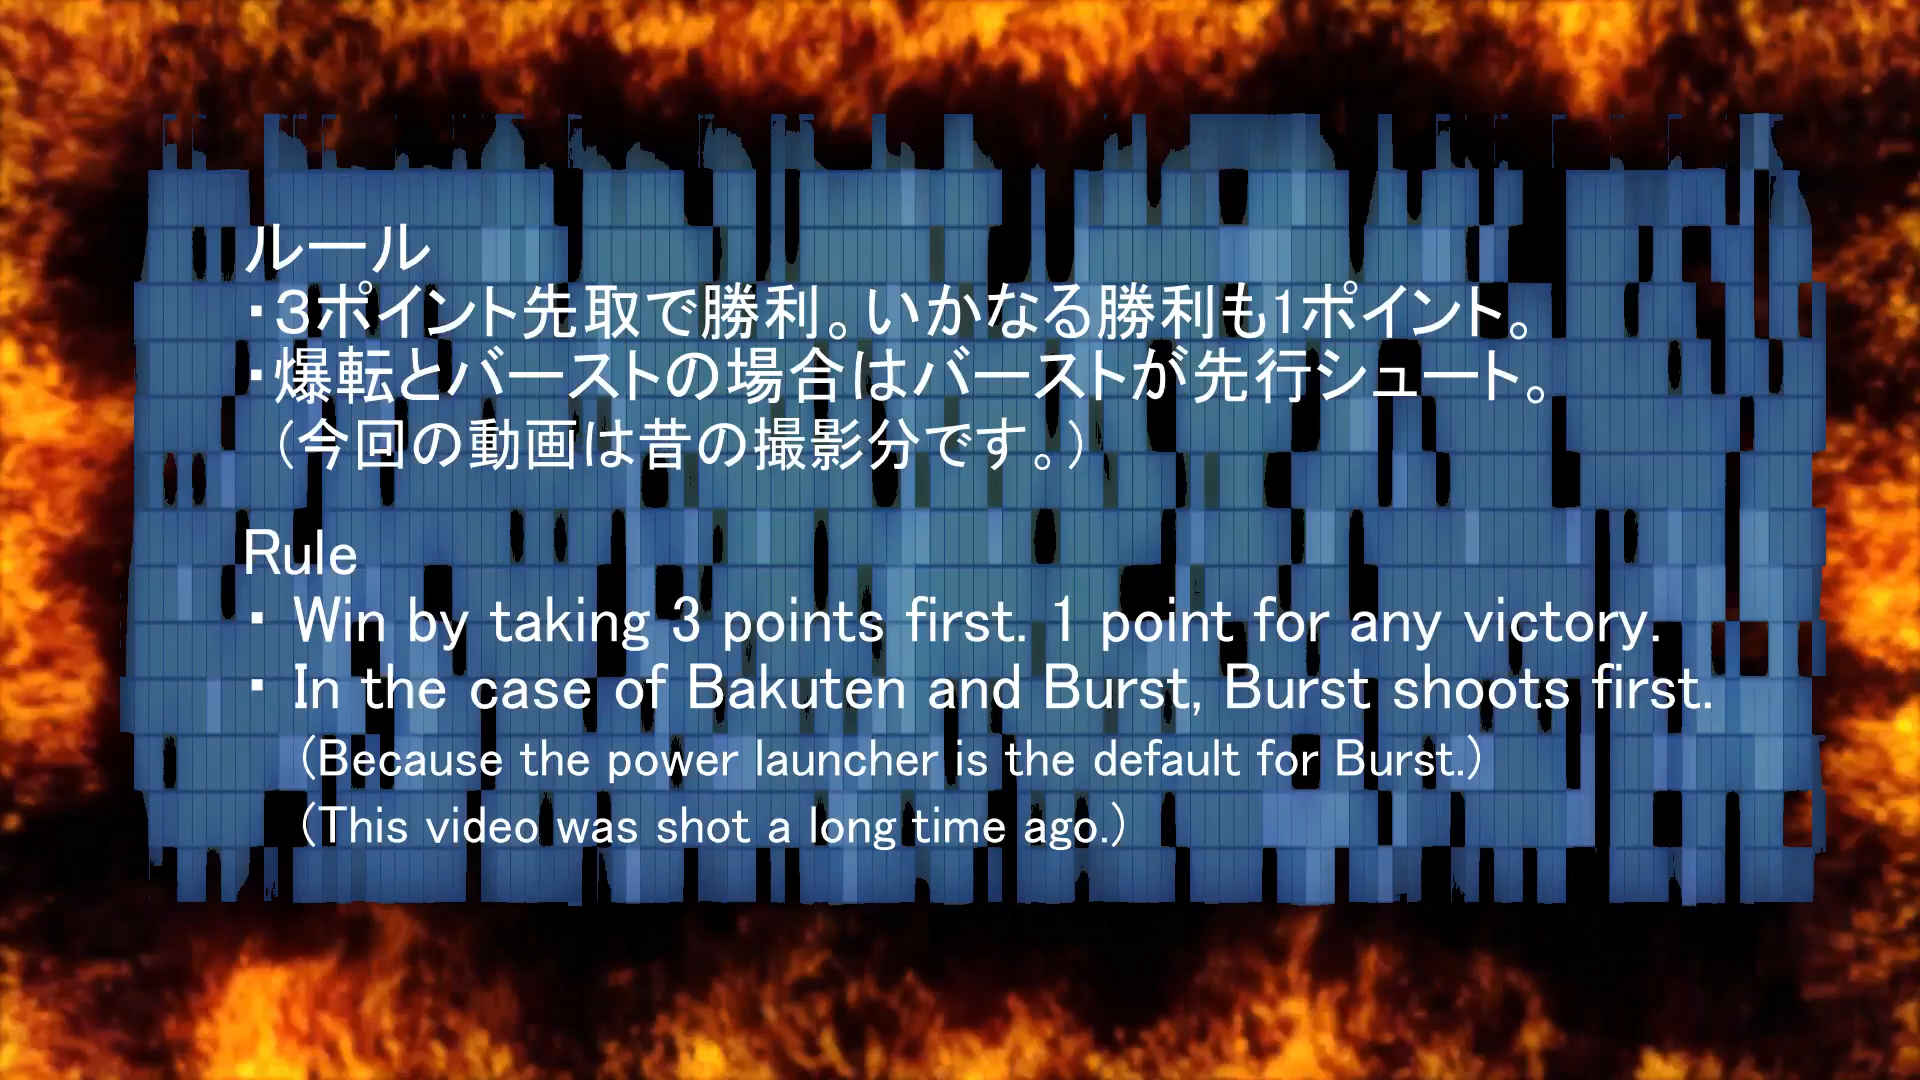 ルール
・３ポイント先取で勝利。いかなる勝利も1ポイント。
・爆転とバーストの場合はバーストが先行シュート。
（今回の動画は昔の撮影分です。）
Rule
・ Win by taking 3 points first. 1 point for any victory.
・ In the case of Bakuten and Burst, Burst shoots first.
(Because the power launcher is the default for Burst.)
(This video was shot a long time ago.)